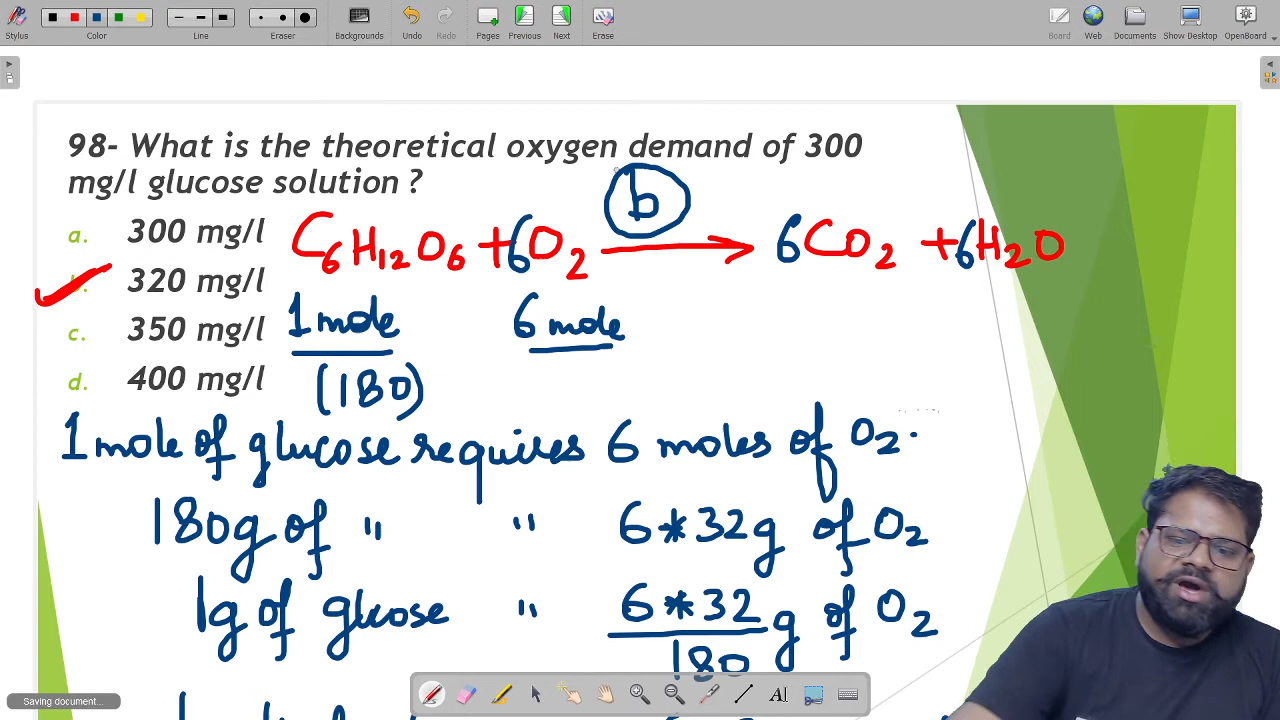 Stylus
Color
Line
Eraser
Backgrounds
Undo
Redo
Pages
Previous
Next
Erase
Board
Web
Documents
Show Desktop
OpenBoard
98- What is the theoretical oxygen demand of 300
mg/l glucose solution ?
b
a. 300 mg/l
C6H12O6 + 6O2 → 6CO2 + 6H2O
320 mg/l
c. 350 mg/l
1 mole 6 mole
d. 400 mg/l
(180)
1 mole of glucose requires 6 moles of O2.
180g of " " 6*32g of O2
1g of glcose " 6*32
180 g of O2
Saving document...